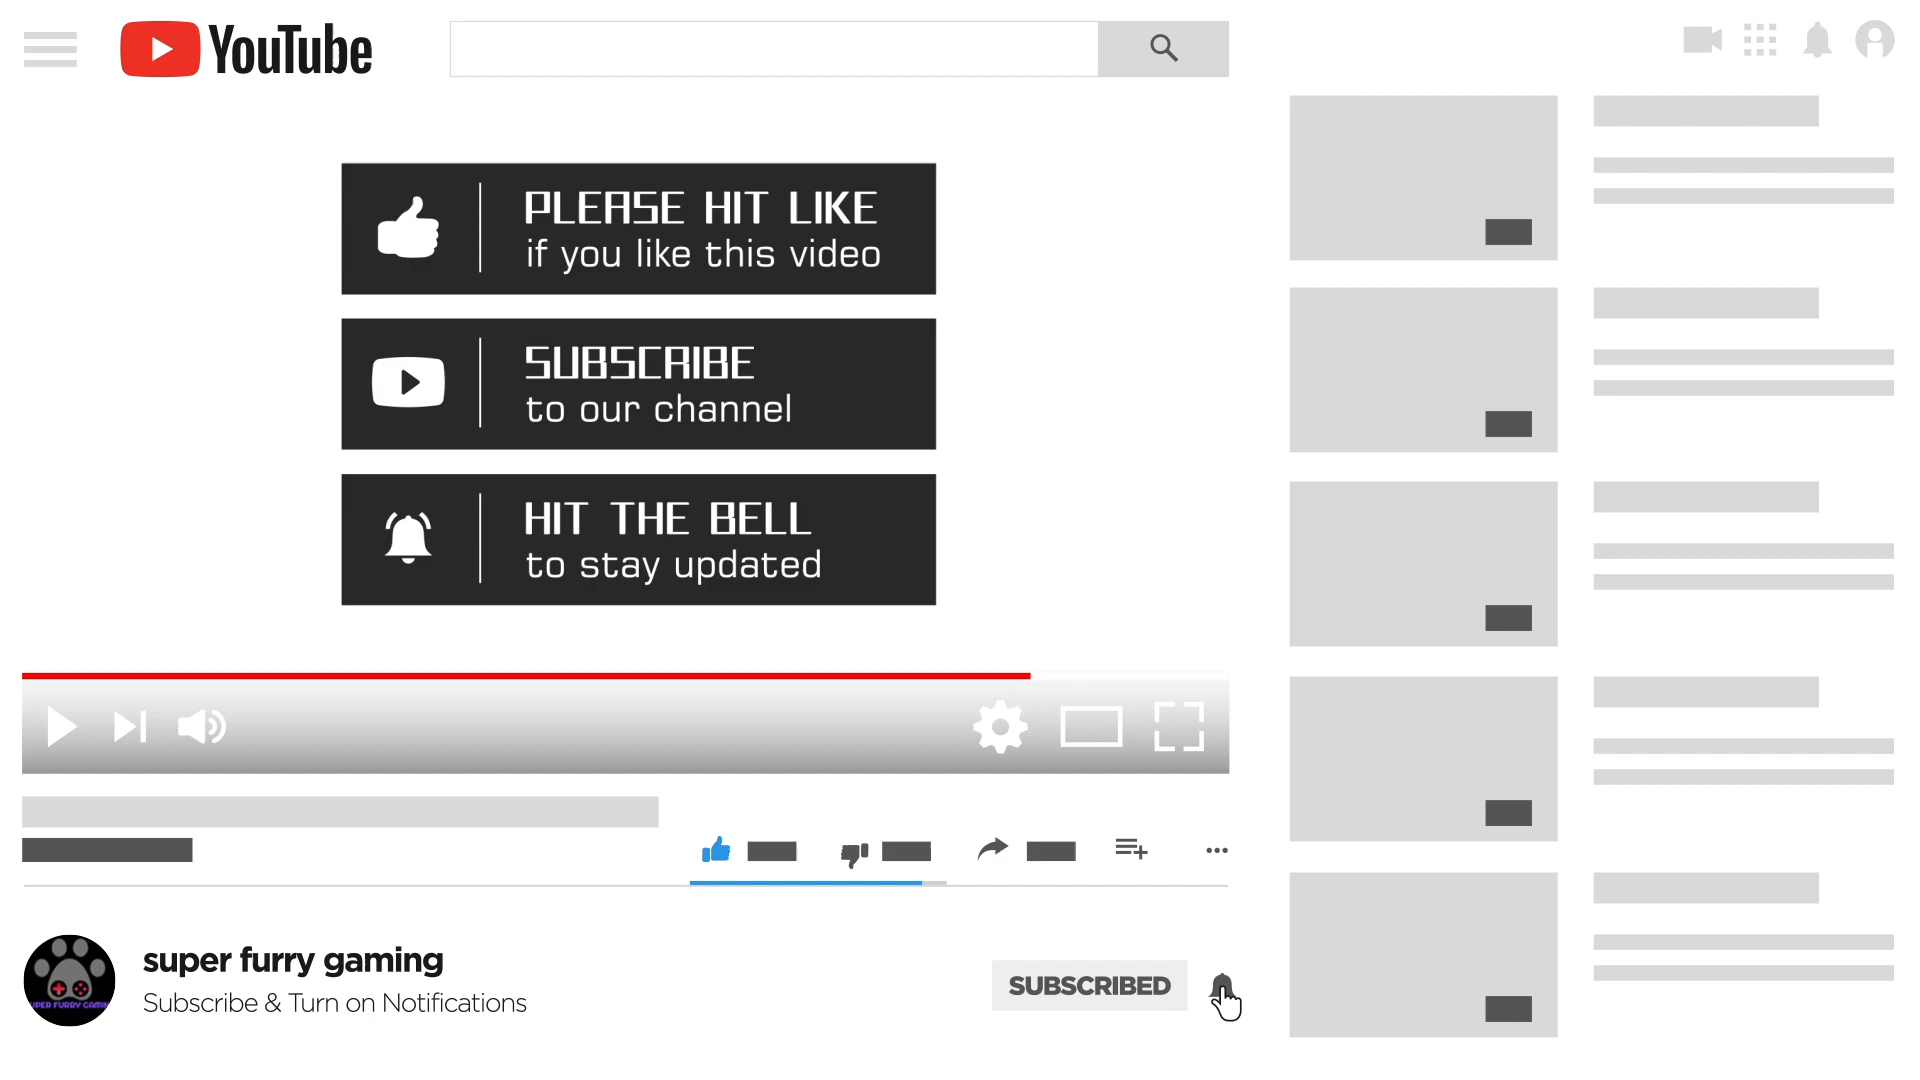 YouTube
PLEASE HIT LIKE
if you like this video
SUBSCRIBE
to our channel
HIT THE BELL
to stay updated
super furry gaming
Subscribe & Turn on Notifications
SUBSCRIBED